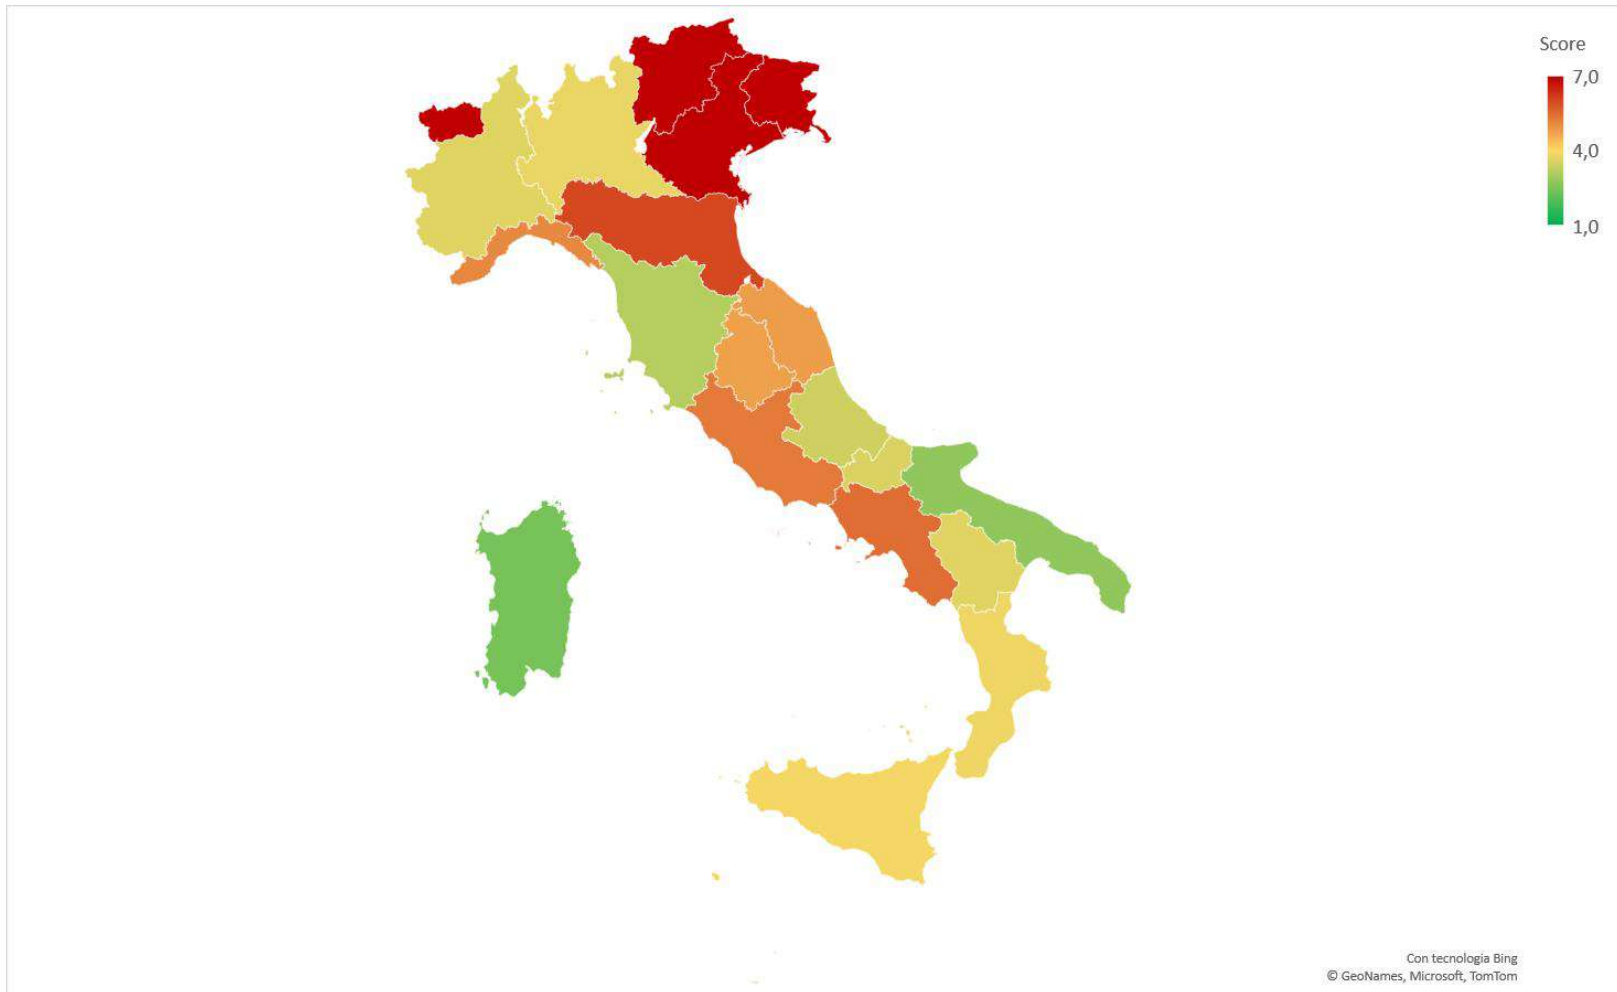 Score
7,0
4,0
1,0
Con tecnologia Bing
© GeoNames, Microsoft, TomTom